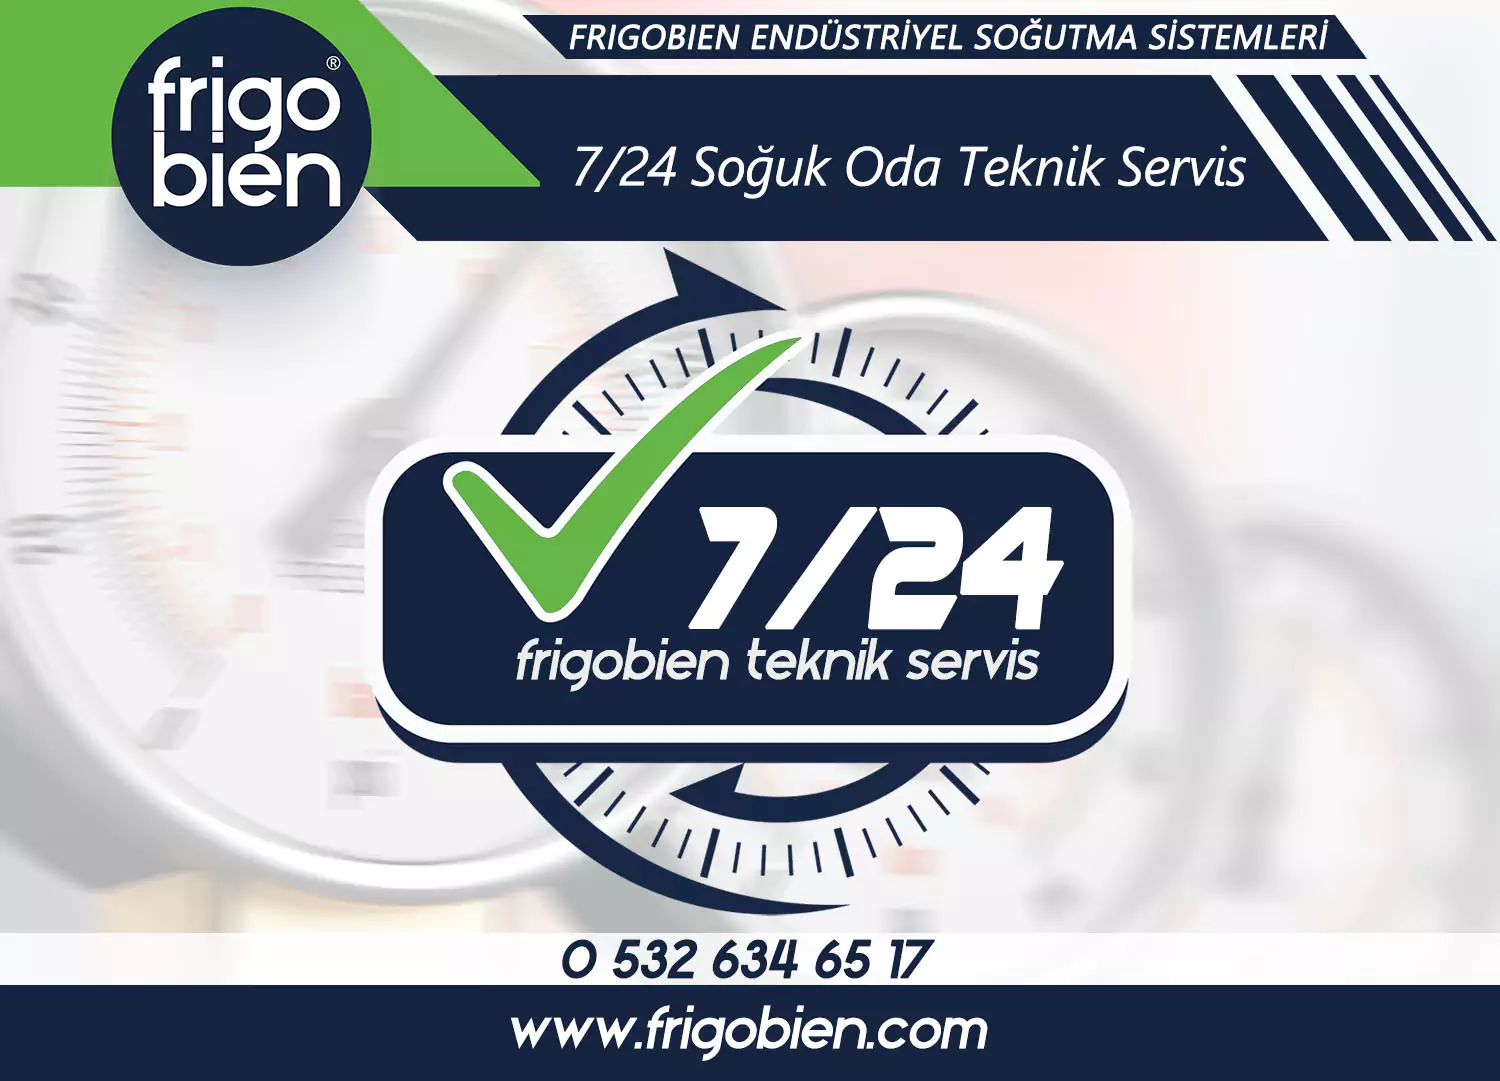 FRIGOBIEN ENDÜSTRİYEL SOĞUTMA SİSTEMLERİ
frigo®
bien
7/24 Soğuk Oda Teknik Servis
7/24
frigobien teknik servis
0 532 634 65 17
www.frigobien.com